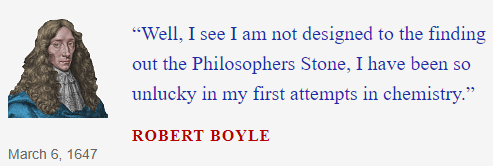 “Well, I see I am not designed to the finding
out the Philosophers Stone, I have been so
unlucky in my first attempts in chemistry.”
ROBERT BOYLE
March 6, 1647